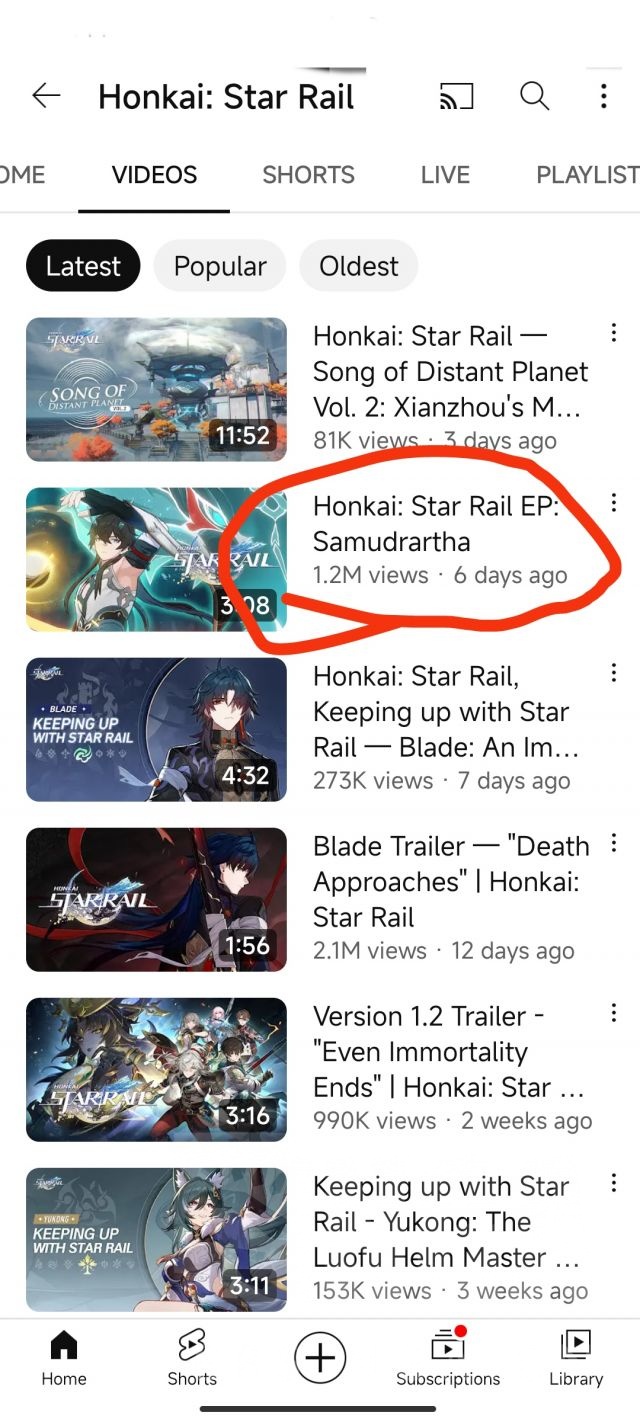 Honkai: Star Rail
OME VIDEOS SHORTS LIVE PLAYLIST
Latest Popular Oldest
HONKAI
STAR RAIL
SONG OF
DISTANT PLANET
VOL.2
11:52
Honkai: Star Rail —
Song of Distant Planet
Vol. 2: Xianzhou's M...
81K views · 3 days ago
HONKAI
STAR RAIL
3:08
Honkai: Star Rail EP:
Samudrartha
1.2M views · 6 days ago
STAR RAIL
BLADE
KEEPING UP
WITH STAR RAIL
4:32
Honkai: Star Rail,
Keeping up with Star
Rail — Blade: An Im...
273K views · 7 days ago
HONKAI
STAR RAIL
1:56
Blade Trailer — "Death
Approaches" | Honkai:
Star Rail
2.1M views · 12 days ago
HONKAI
STAR RAIL
3:16
Version 1.2 Trailer -
"Even Immortality
Ends" | Honkai: Star ...
990K views · 2 weeks ago
STAR RAIL
YUKONG
KEEPING UP
WITH STAR RAIL
3:11
Keeping up with Star
Rail - Yukong: The
Luofu Helm Master ...
153K views · 3 weeks ago
Home Shorts Subscriptions Library